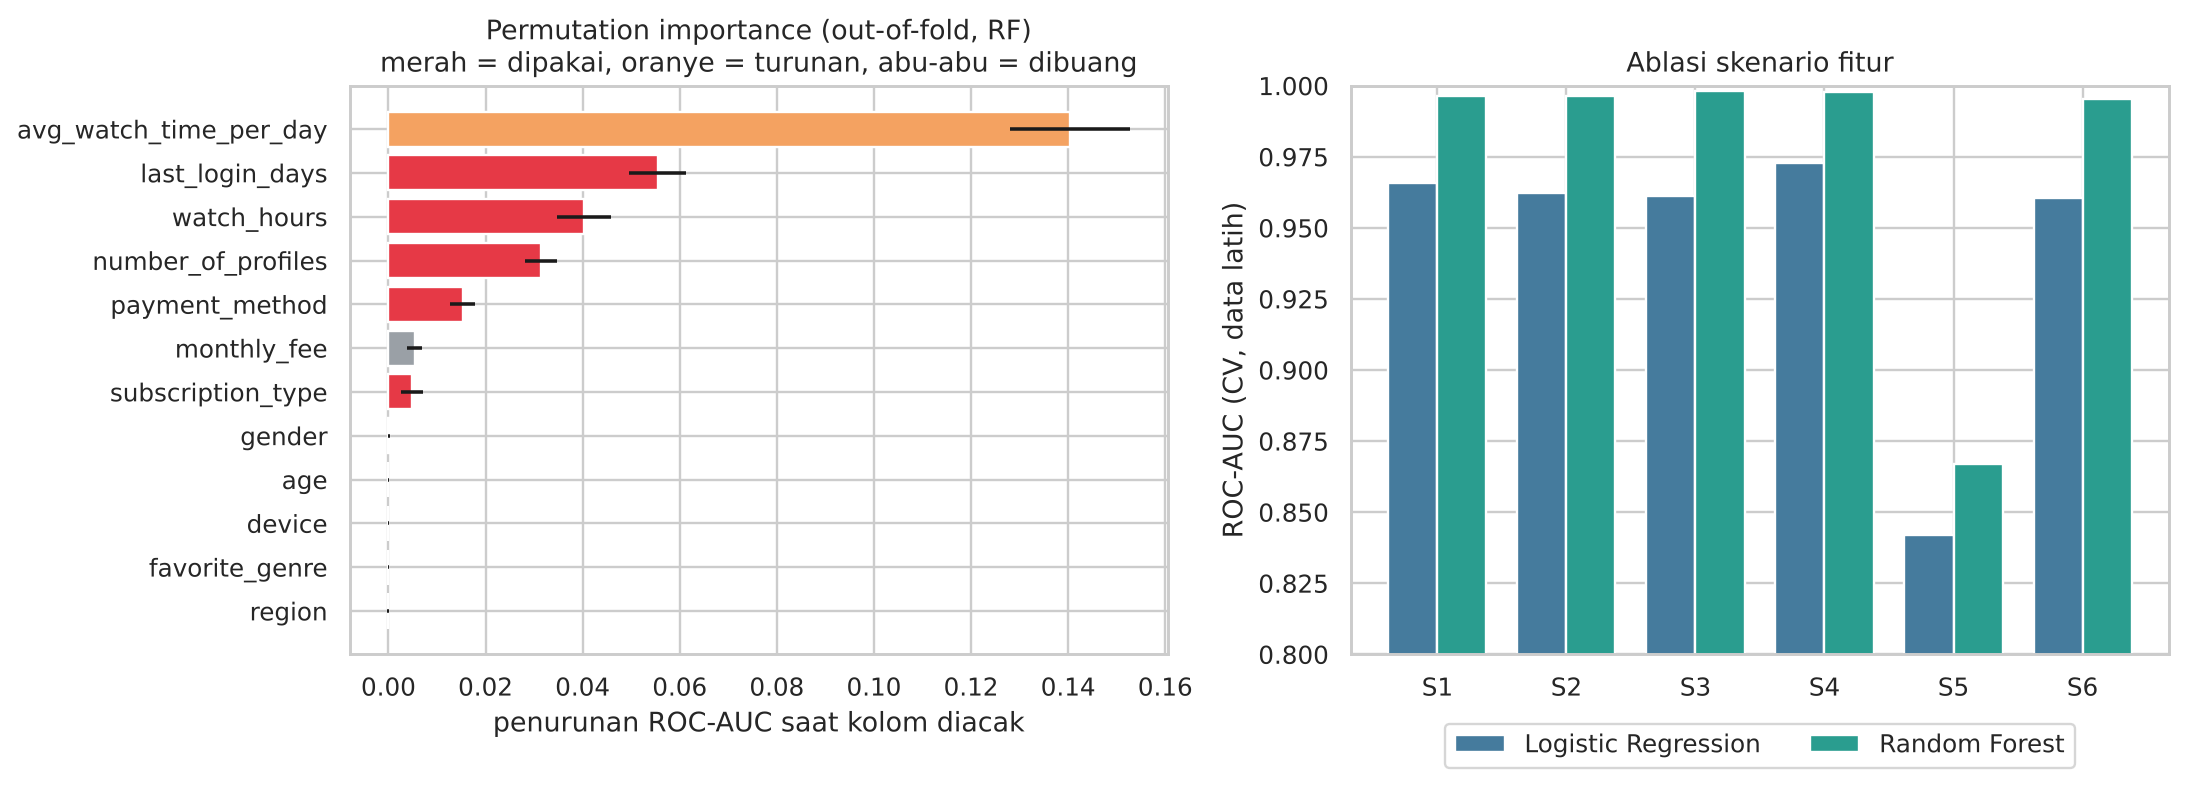 Permutation importance (out-of-fold, RF)
merah = dipakai, oranye = turunan, abu-abu = dibuang
avg_watch_time_per_day
last_login_days
watch_hours
number_of_profiles
payment_method
monthly_fee
subscription_type
gender
age
device
favorite_genre
region
0.00 0.02 0.04 0.06 0.08 0.10 0.12 0.14 0.16
penurunan ROC-AUC saat kolom diacak
Ablasi skenario fitur
ROC-AUC (CV, data latih)
1.000
0.975
0.950
0.925
0.900
0.875
0.850
0.825
0.800
S1 S2 S3 S4 S5 S6
Logistic Regression Random Forest